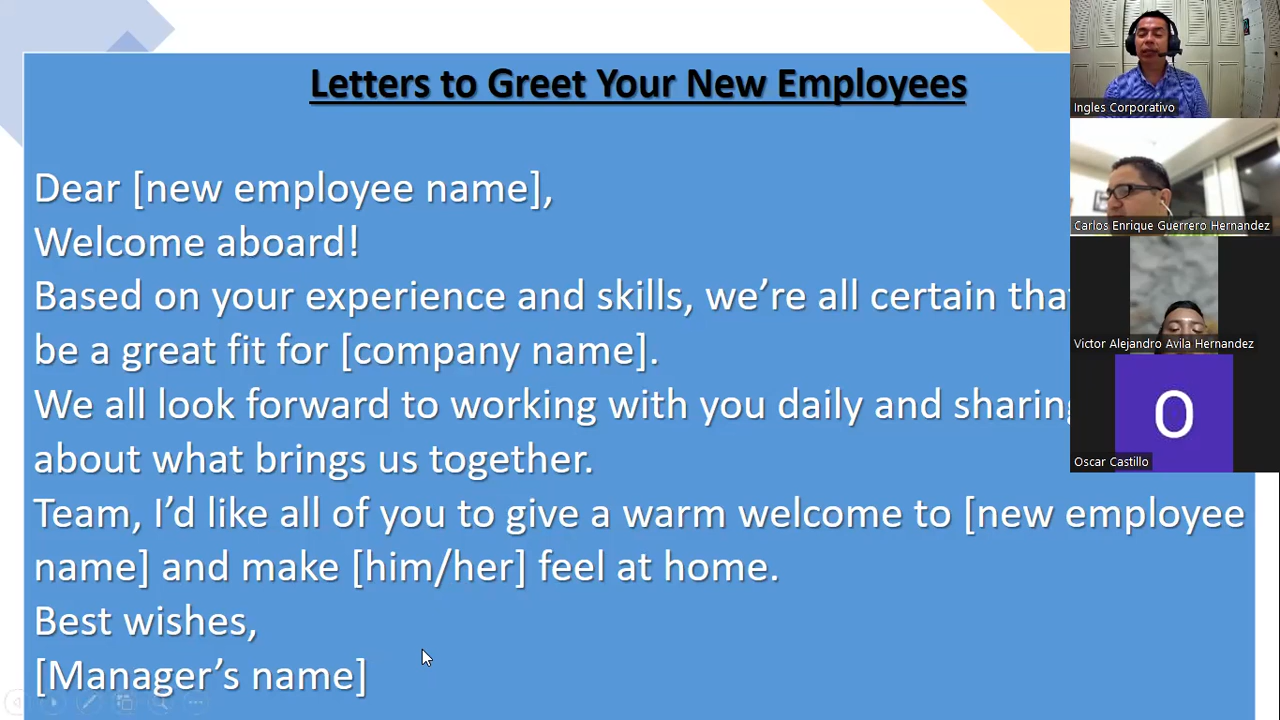 Letters to Greet Your New Employees
Dear [new employee name],
Welcome aboard!
Based on your experience and skills, we’re all certain
be a great fit for [company name].
We all look forward to working with you daily and sharing
about what brings us together.
Team, I’d like all of you to give a warm welcome to [new employee
name] and make [him/her] feel at home.
Best wishes,
[Manager’s name]
Ingles Corporativo
Carlos Enrique Guerrero Hernandez
Victor Alejandro Avila Hernandez
O
Oscar Castillo